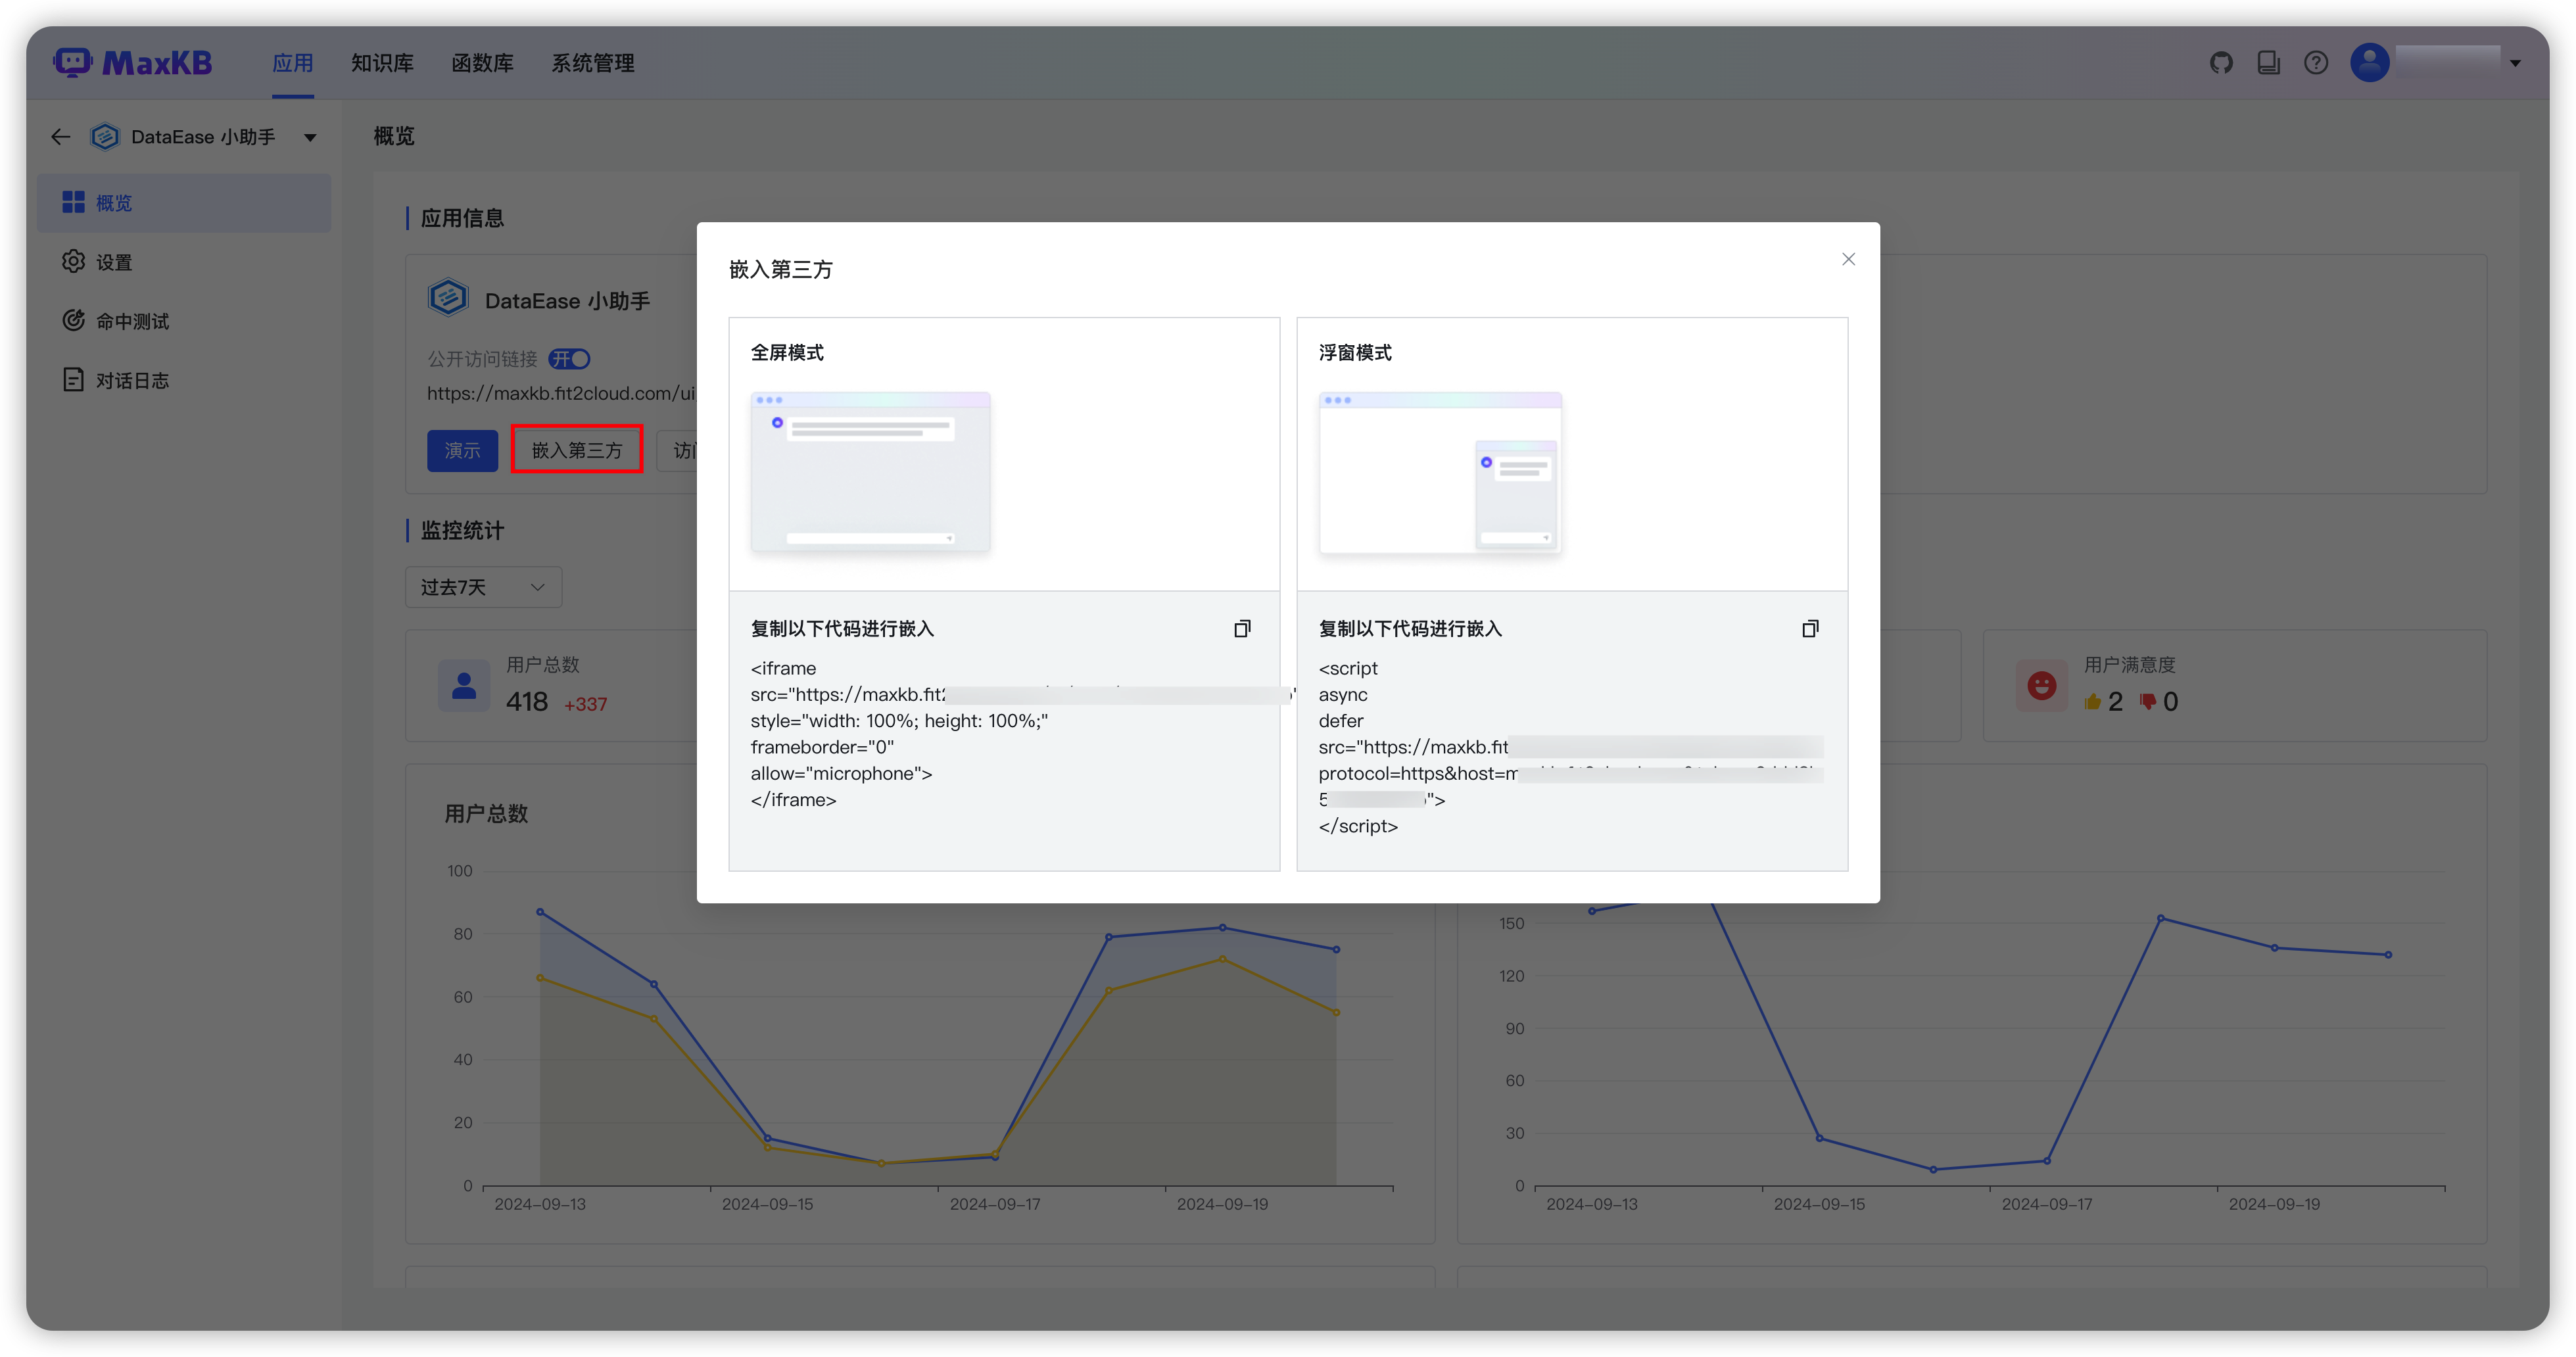 MaxKB
应用
知识库
函数库
系统管理
DataEase 小助手
概览
设置
命中测试
对话日志
概览
应用信息
DataEase 小助手
公开访问链接 开
https://maxkb.fit2cloud.com/ui
演示
嵌入第三方
监控统计
过去7天
用户总数
418 +337
用户满意度
2 0
用户总数
100
80
60
40
20
0
2024-09-13
2024-09-15
2024-09-17
2024-09-19
150
120
90
60
30
0
2024-09-13
2024-09-15
2024-09-17
2024-09-19
嵌入第三方
全屏模式
复制以下代码进行嵌入
<iframe
src="https://maxkb.fit2
style="width: 100%; height: 100%;"
frameborder="0"
allow="microphone">
</iframe>
浮窗模式
复制以下代码进行嵌入
<script
async
defer
src="https://maxkb.fit
protocol=https&host=m
5 ">
</script>